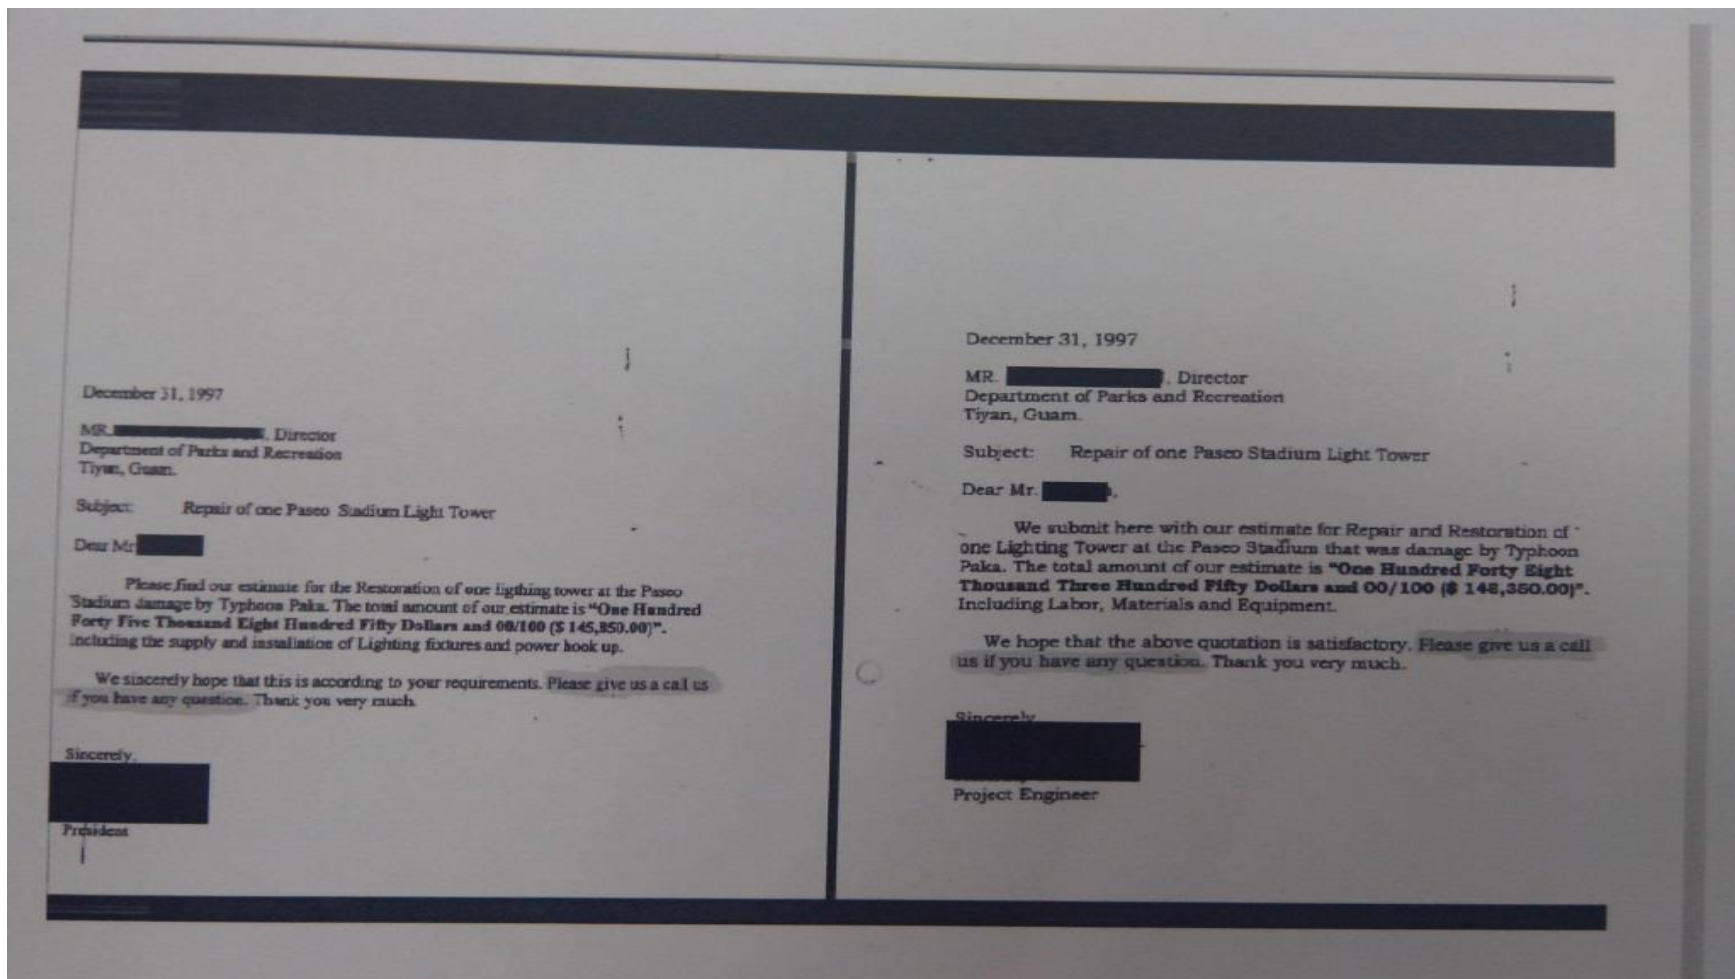 December 31, 1997
MR. , Director
Department of Parks and Recreation
Tiyan, Guam.
Subject: Repair of one Paseo Stadium Light Tower
Dear Mr
Please find our estimate for the Restoration of one ligthing tower at the Paseo
Stadium damage by Typhoon Paka. The total amount of our estimate is “One Hundred
Forty Five Thousand Eight Hundred Fifty Dollars and 00/100 ($ 145,850.00)”.
Including the supply and installation of Lighting fixtures and power hook up.
We sincerely hope that this is according to your requirements. Please give us a call us
if you have any question. Thank you very much.
Sincerely,
President
December 31, 1997
MR. , Director
Department of Parks and Recreation
Tiyan, Guam.
Subject: Repair of one Paseo Stadium Light Tower
Dear Mr. ,
We submit here with our estimate for Repair and Restoration of
one Lighting Tower at the Paseo Stadium that was damage by Typhoon
Paka. The total amount of our estimate is “One Hundred Forty Eight
Thousand Three Hundred Fifty Dollars and 00/100 ($ 148,350.00)”.
Including Labor, Materials and Equipment.
We hope that the above quotation is satisfactory. Please give us a call
us if you have any question. Thank you very much.
Sincerely
Project Engineer